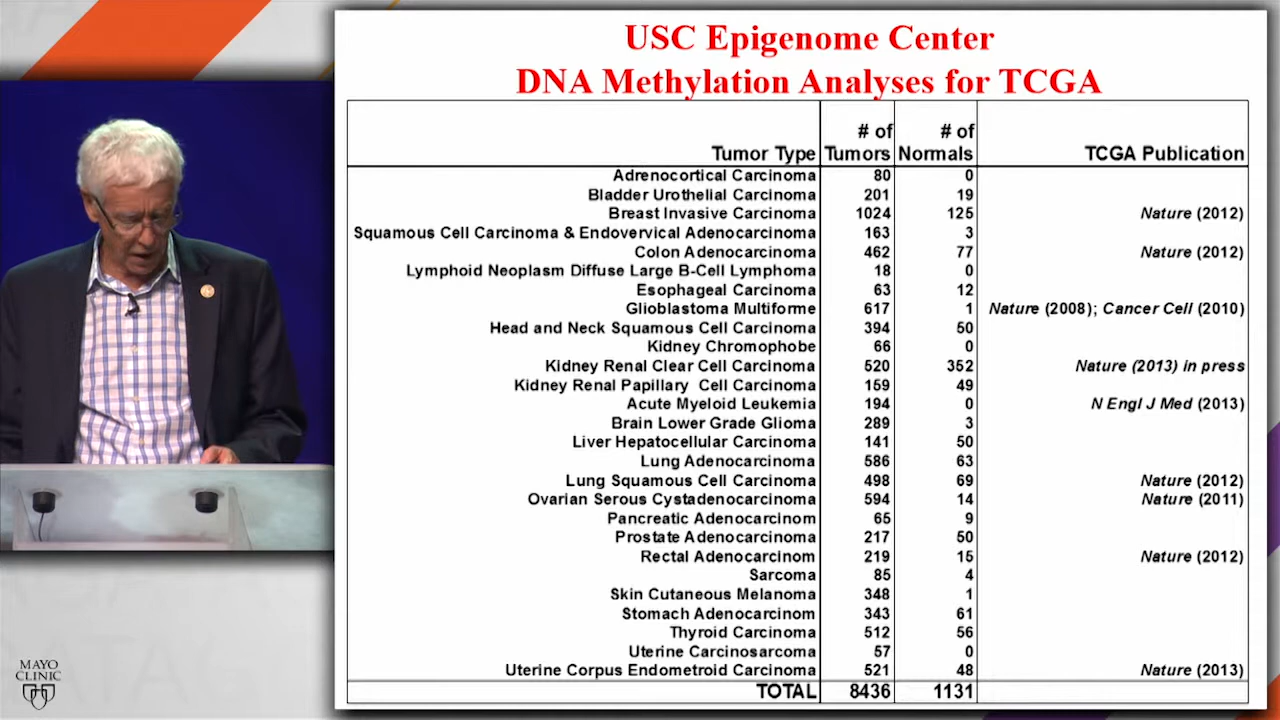 USC Epigenome Center
DNA Methylation Analyses for TCGA
Tumor Type # of Tumors # of Normals TCGA Publication
Adrenocortical Carcinoma 80 0
Bladder Urothelial Carcinoma 201 19
Breast Invasive Carcinoma 1024 125 Nature (2012)
Squamous Cell Carcinoma & Endovervical Adenocarcinoma 163 3
Colon Adenocarcinoma 462 77 Nature (2012)
Lymphoid Neoplasm Diffuse Large B-Cell Lymphoma 18 0
Esophageal Carcinoma 63 12
Glioblastoma Multiforme 617 1 Nature (2008); Cancer Cell (2010)
Head and Neck Squamous Cell Carcinoma 394 50
Kidney Chromophobe 66 0
Kidney Renal Clear Cell Carcinoma 520 352 Nature (2013) in press
Kidney Renal Papillary Cell Carcinoma 159 49
Acute Myeloid Leukemia 194 0 N Engl J Med (2013)
Brain Lower Grade Glioma 289 3
Liver Hepatocellular Carcinoma 141 50
Lung Adenocarcinoma 586 63
Lung Squamous Cell Carcinoma 498 69 Nature (2012)
Ovarian Serous Cystadenocarcinoma 594 14 Nature (2011)
Pancreatic Adenocarcinom 65 9
Prostate Adenocarcinoma 217 50
Rectal Adenocarcinom 219 15 Nature (2012)
Sarcoma 85 4
Skin Cutaneous Melanoma 348 1
Stomach Adenocarcinom 343 61
Thyroid Carcinoma 512 56
Uterine Carcinosarcoma 57 0
Uterine Corpus Endometroid Carcinoma 521 48 Nature (2013)
TOTAL 8436 1131
MAYO
CLINIC